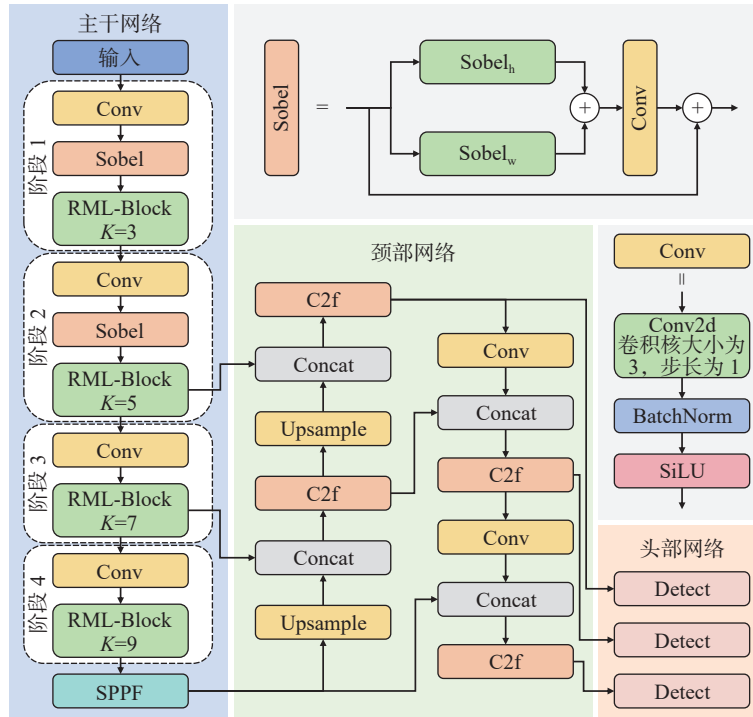 主干网络
输入
阶段 1
Conv
Sobel
RML-Block
K=3
阶段 2
Conv
Sobel
RML-Block
K=5
阶段 3
Conv
RML-Block
K=7
阶段 4
Conv
RML-Block
K=9
SPPF
Sobel
=
Sobelₕ
Sobel_w
+
Conv
+
颈部网络
C2f
Concat
Upsample
C2f
Concat
Upsample
Conv
Concat
C2f
Conv
Concat
C2f
Conv
=
Conv2d
卷积核大小为
3，步长为 1
BatchNorm
SiLU
头部网络
Detect
Detect
Detect